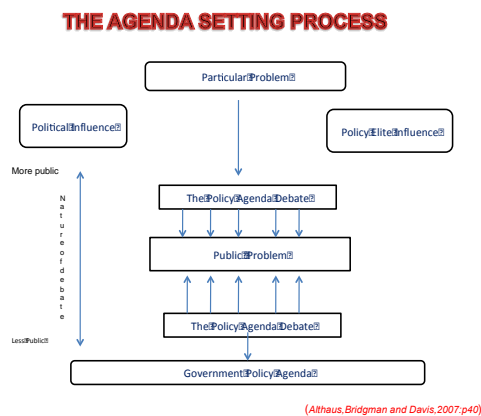 THE AGENDA SETTING PROCESS
Particular⍰Problem⍰
Political⍰Influence⍰
Policy⍰Elite⍰Influence⍰
More public
Nature of debate
The⍰Policy⍰Agenda⍰Debate⍰
Public⍰Problem⍰
The⍰Policy⍰Agenda⍰Debate⍰
Less⍰Public⍰
Government⍰Policy⍰Agenda⍰
(Althaus,Bridgman and Davis,2007:p40)